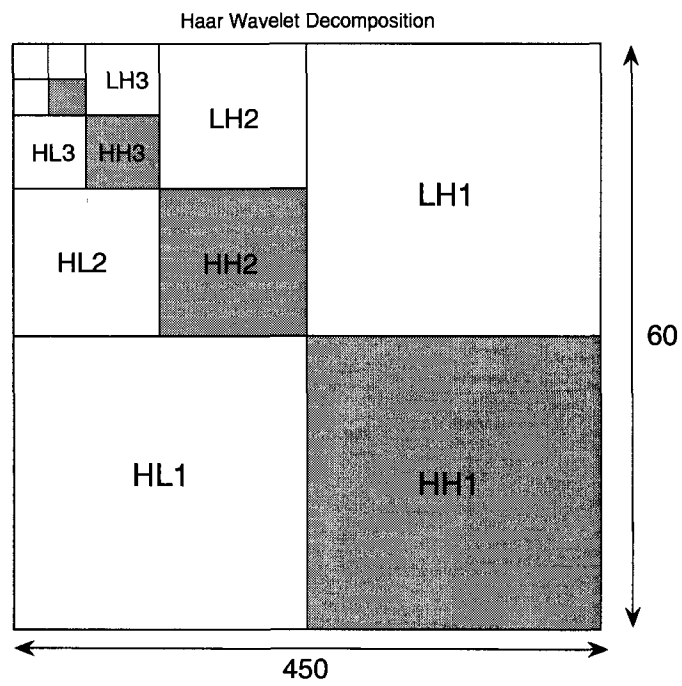 Haar Wavelet Decomposition
LH3
LH2
LH1
HL3
HH3
HL2
HH2
60
HL1
HH1
450